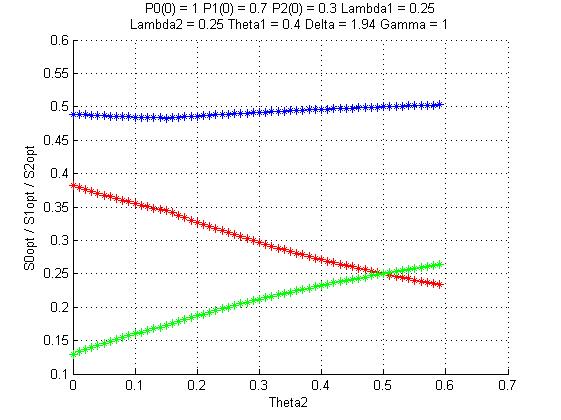 P0(0) = 1 P1(0) = 0.7 P2(0) = 0.3 Lambda1 = 0.25
Lambda2 = 0.25 Theta1 = 0.4 Delta = 1.94 Gamma = 1
0.6
0.55
0.5
0.45
0.4
0.35
0.3
0.25
0.2
0.15
0.1
S0opt / S1opt / S2opt
0 0.1 0.2 0.3 0.4 0.5 0.6 0.7
Theta2